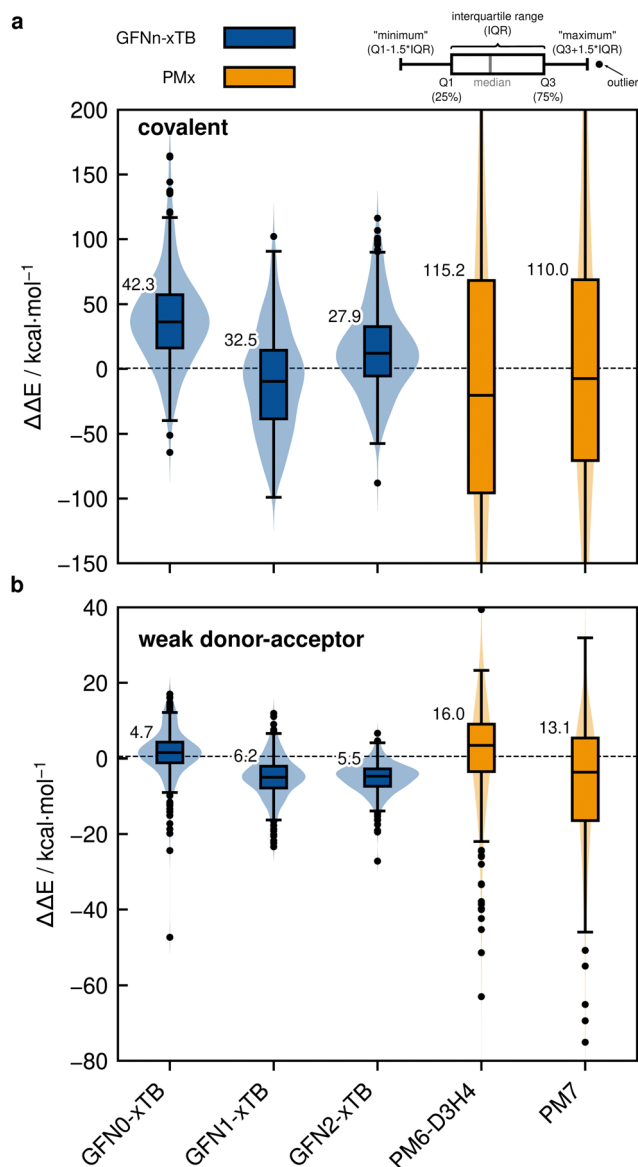 a
GFNn-xTB
PMx
interquartile range
(IQR)
"minimum"
(Q1-1.5*IQR)
"maximum"
(Q3+1.5*IQR)
Q1
(25%)
median
Q3
(75%)
outlier
covalent
ΔΔE / kcal·mol⁻¹
200
150
100
50
0
−50
−100
−150
42.3
32.5
27.9
115.2
110.0
b
weak donor-acceptor
ΔΔE / kcal·mol⁻¹
40
20
0
−20
−40
−60
−80
4.7
6.2
5.5
16.0
13.1
GFN0-xTB
GFN1-xTB
GFN2-xTB
PM6-D3H4
PM7